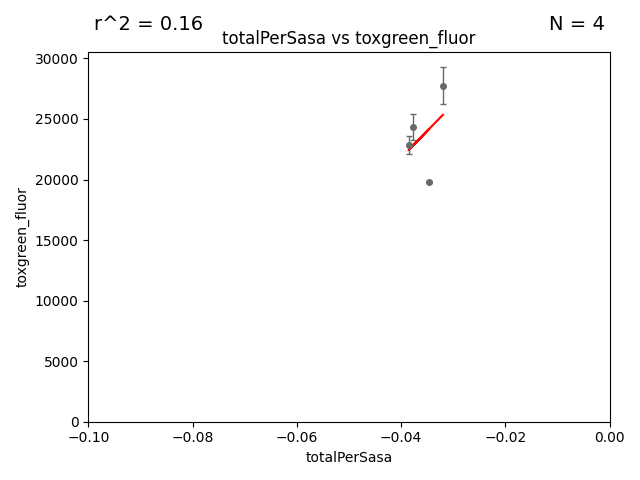 r^2 = 0.16
N = 4
totalPerSasa vs toxgreen_fluor
30000
25000
20000
15000
10000
5000
0
toxgreen_fluor
−0.10
−0.08
−0.06
−0.04
−0.02
0.00
totalPerSasa